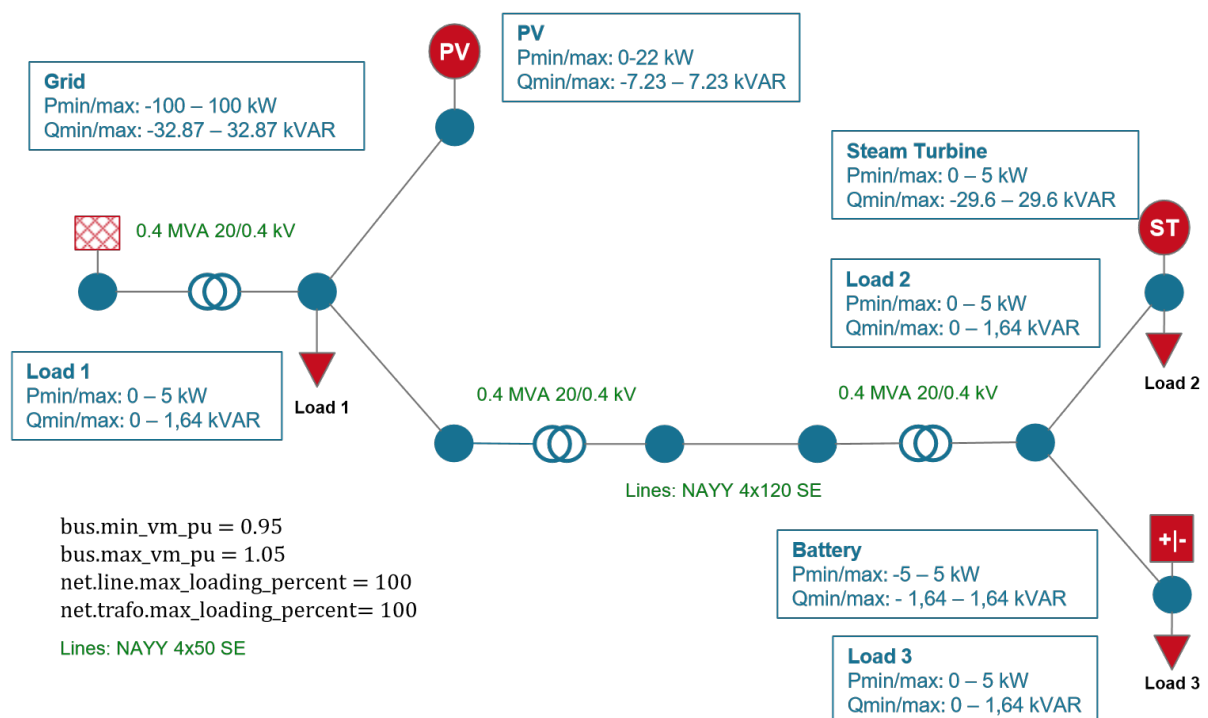 PV
Pmin/max: 0-22 kW
Qmin/max: -7.23 – 7.23 kVAR
PV
Grid
Pmin/max: -100 – 100 kW
Qmin/max: -32.87 – 32.87 kVAR
Steam Turbine
Pmin/max: 0 – 5 kW
Qmin/max: -29.6 – 29.6 kVAR
ST
0.4 MVA 20/0.4 kV
Load 2
Pmin/max: 0 – 5 kW
Qmin/max: 0 – 1,64 kVAR
Load 2
Load 1
Pmin/max: 0 – 5 kW
Qmin/max: 0 – 1,64 kVAR
Load 1
0.4 MVA 20/0.4 kV
0.4 MVA 20/0.4 kV
Lines: NAYY 4x120 SE
bus.min_vm_pu = 0.95
bus.max_vm_pu = 1.05
net.line.max_loading_percent = 100
net.trafo.max_loading_percent= 100
Lines: NAYY 4x50 SE
Battery
Pmin/max: -5 – 5 kW
Qmin/max: - 1,64 – 1,64 kVAR
+|-
Load 3
Pmin/max: 0 – 5 kW
Qmin/max: 0 – 1,64 kVAR
Load 3